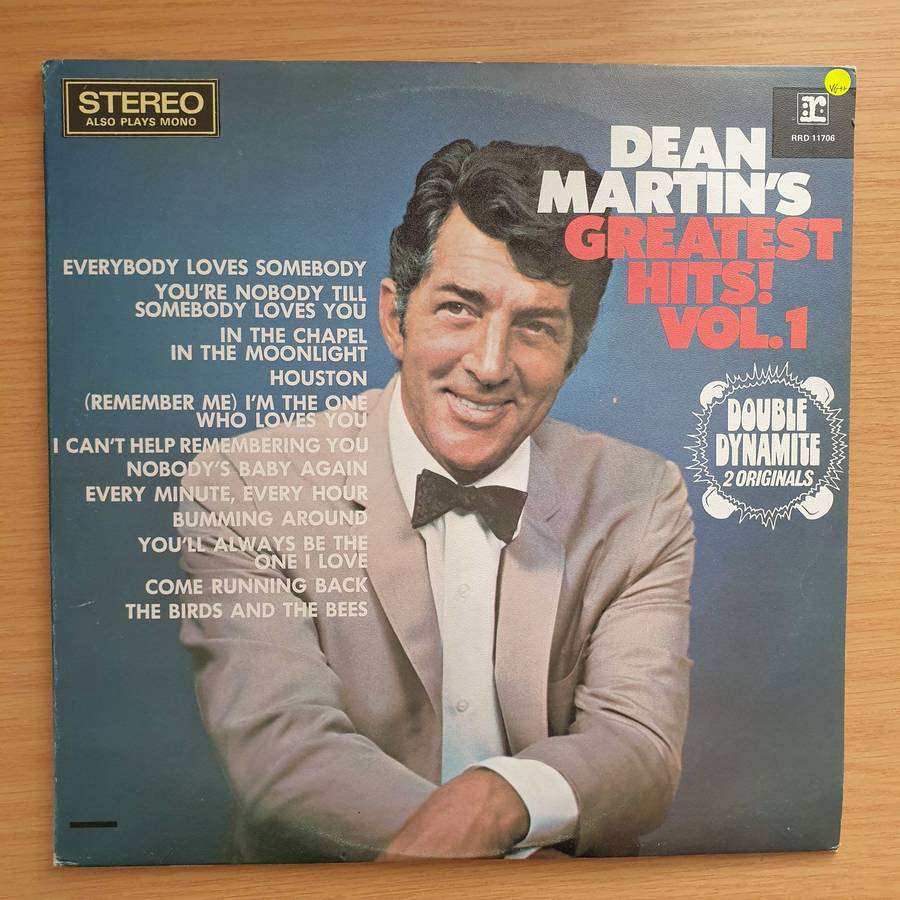 STEREO
ALSO PLAYS MONO
VG++
r
RRD 11706
DEAN
MARTIN'S
GREATEST
HITS!
VOL.1
EVERYBODY LOVES SOMEBODY
YOU'RE NOBODY TILL
SOMEBODY LOVES YOU
IN THE CHAPEL
IN THE MOONLIGHT
HOUSTON
(REMEMBER ME) I'M THE ONE
WHO LOVES YOU
I CAN'T HELP REMEMBERING YOU
NOBODY'S BABY AGAIN
EVERY MINUTE, EVERY HOUR
BUMMING AROUND
YOU'LL ALWAYS BE THE
ONE I LOVE
COME RUNNING BACK
THE BIRDS AND THE BEES
DOUBLE
DYNAMITE
2 ORIGINALS